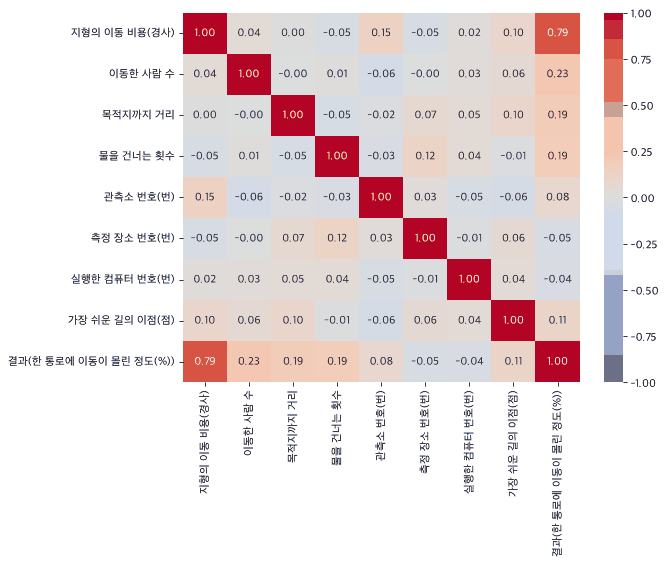 지형의 이동 비용(경사) 1.00 0.04 0.00 -0.05 0.15 -0.05 0.02 0.10 0.79
이동한 사람 수 0.04 1.00 -0.00 0.01 -0.06 -0.00 0.03 0.06 0.23
목적지까지 거리 0.00 -0.00 1.00 -0.05 -0.02 0.07 0.05 0.10 0.19
물을 건너는 횟수 -0.05 0.01 -0.05 1.00 -0.03 0.12 0.04 -0.01 0.19
관측소 번호(번) 0.15 -0.06 -0.02 -0.03 1.00 0.03 -0.05 -0.06 0.08
측정 장소 번호(번) -0.05 -0.00 0.07 0.12 0.03 1.00 -0.01 0.06 -0.05
실행한 컴퓨터 번호(번) 0.02 0.03 0.05 0.04 -0.05 -0.01 1.00 0.04 -0.04
가장 쉬운 길의 이점(점) 0.10 0.06 0.10 -0.01 -0.06 0.06 0.04 1.00 0.11
결과(한 통로에 이동이 몰린 정도(%)) 0.79 0.23 0.19 0.19 0.08 -0.05 -0.04 0.11 1.00
지형의 이동 비용(경사)
이동한 사람 수
목적지까지 거리
물을 건너는 횟수
관측소 번호(번)
측정 장소 번호(번)
실행한 컴퓨터 번호(번)
가장 쉬운 길의 이점(점)
결과(한 통로에 이동이 몰린 정도(%))
1.00
0.75
0.50
0.25
0.00
-0.25
-0.50
-0.75
-1.00